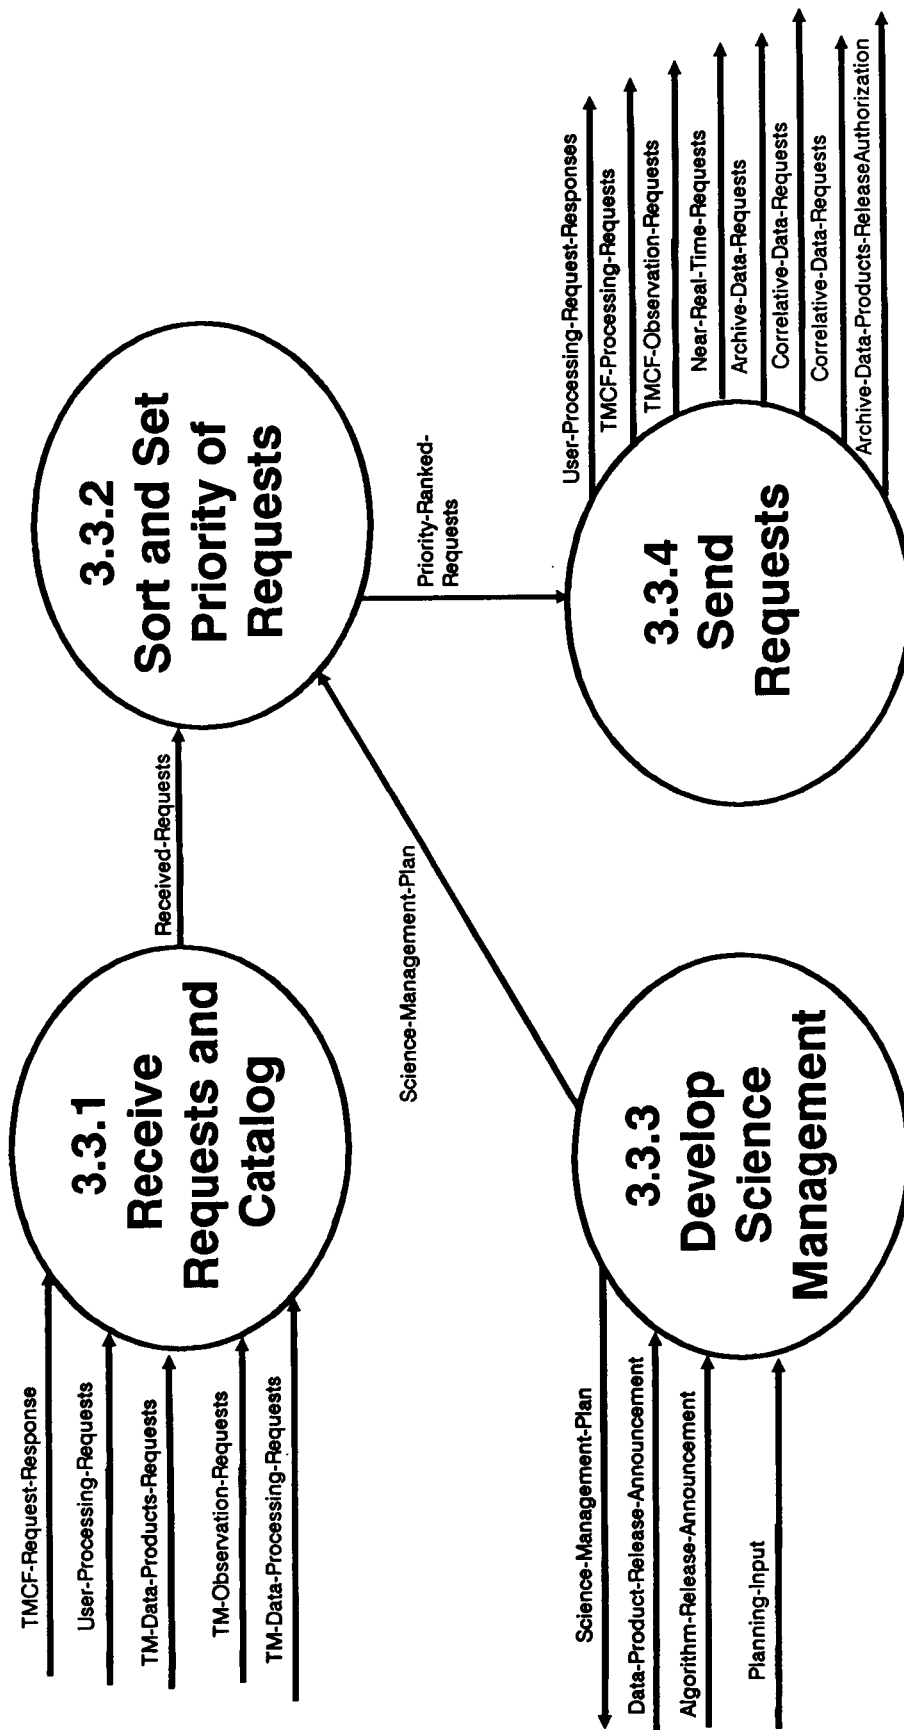 TMCF-Request-Response
User-Processing-Requests
TM-Data-Products-Requests
TM-Observation-Requests
TM-Data-Processing-Requests
3.3.1
Receive
Requests and
Catalog
Received-Requests
3.3.2
Sort and Set
Priority of
Requests
Science-Management-Plan
Priority-Ranked-
Requests
Science-Management-Plan
Data-Product-Release-Announcement
Algorithm-Release-Announcement
Planning-Input
3.3.3
Develop
Science
Management
3.3.4
Send
Requests
User-Processing-Request-Responses
TMCF-Processing-Requests
TMCF-Observation-Requests
Near-Real-Time-Requests
Archive-Data-Requests
Correlative-Data-Requests
Correlative-Data-Requests
Archive-Data-Products-ReleaseAuthorization